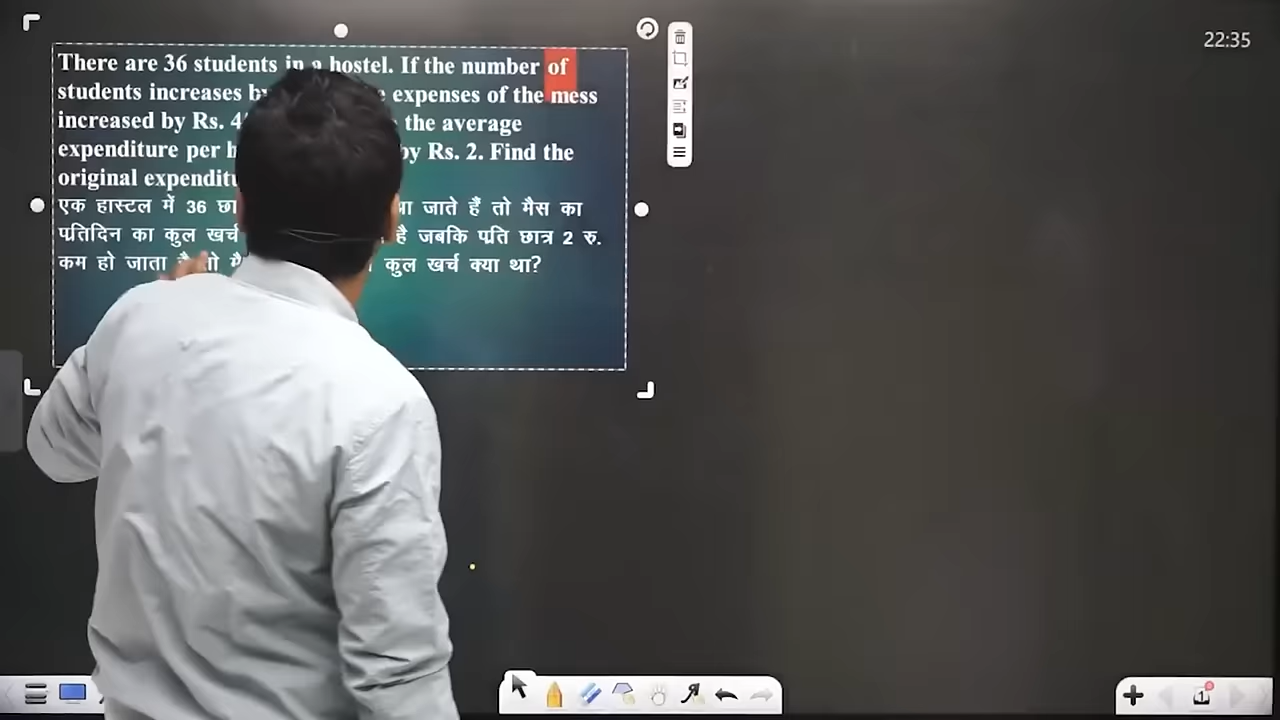 There are 36 students in a hostel. If the number of
students increases by expenses of the mess
increased by Rs. the average
expenditure per by Rs. 2. Find the
original
एक हास्टल में 36 जाते हैं तो मैस का
प्रतिदिन का कुल खर्च है जबकि प्रति छात्र 2 रु.
कम हो जाता है तो कुल खर्च क्या था?
22:35
1